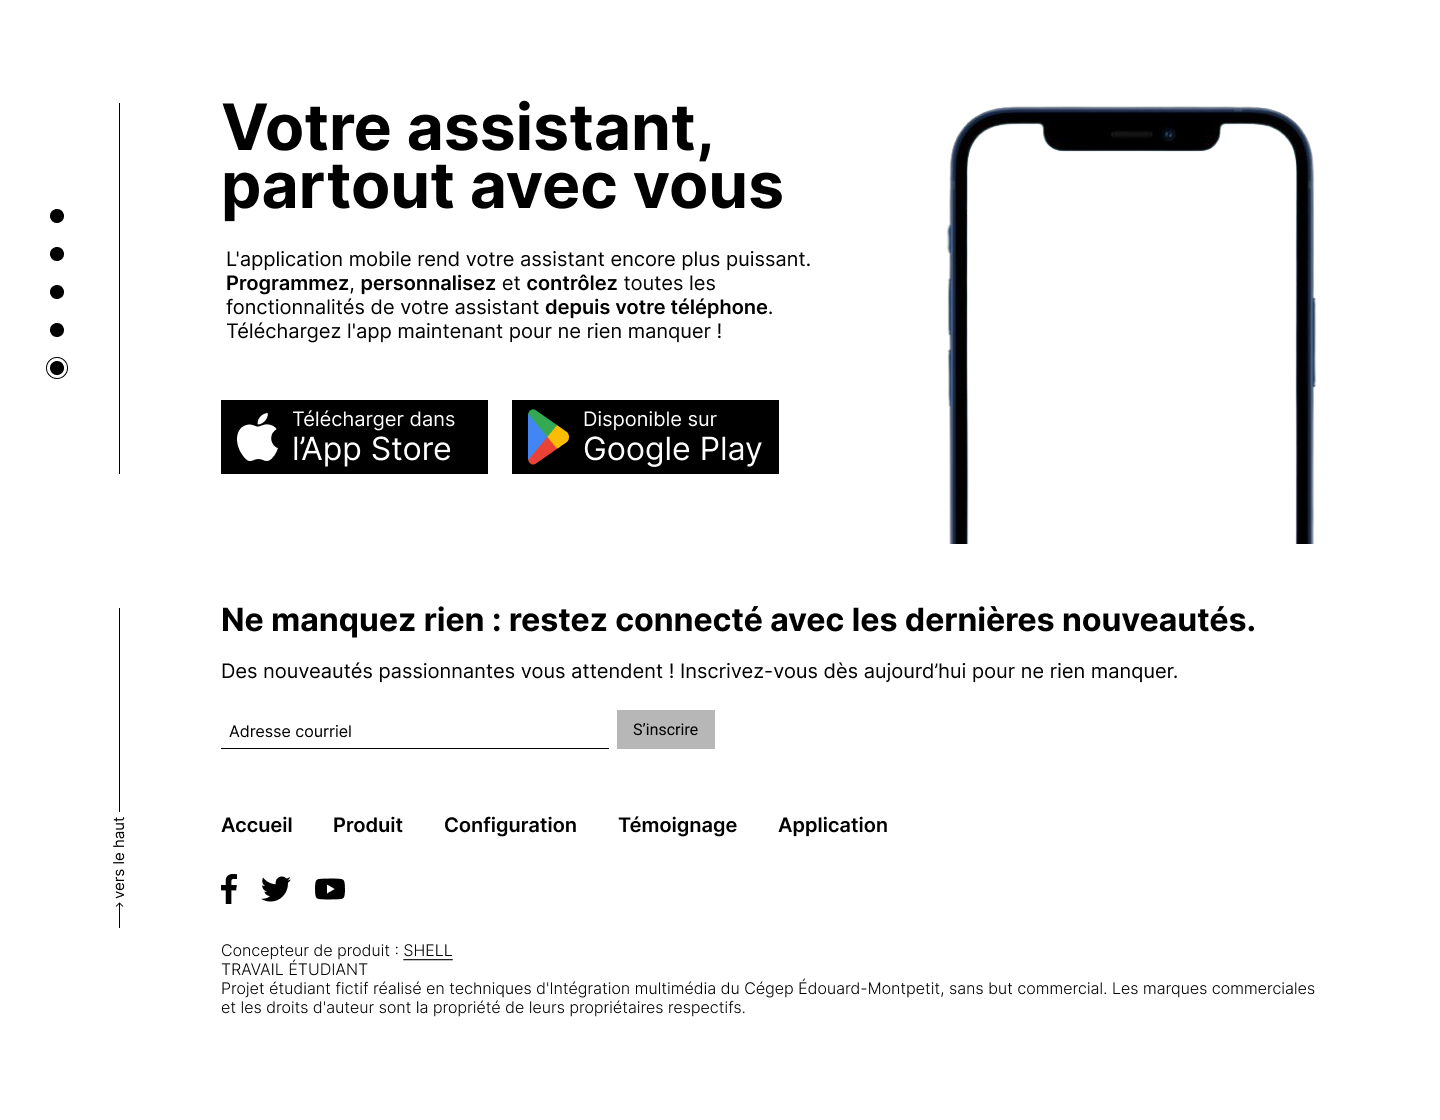 Votre assistant,
partout avec vous
L'application mobile rend votre assistant encore plus puissant.
Programmez, personnalisez et contrôlez toutes les
fonctionnalités de votre assistant depuis votre téléphone.
Téléchargez l'app maintenant pour ne rien manquer !
Télécharger dans
l’App Store
Disponible sur
Google Play
Ne manquez rien : restez connecté avec les dernières nouveautés.
Des nouveautés passionnantes vous attendent ! Inscrivez-vous dès aujourd’hui pour ne rien manquer.
Adresse courriel
S’inscrire
Accueil Produit Configuration Témoignage Application
vers le haut
Concepteur de produit : SHELL
TRAVAIL ÉTUDIANT
Projet étudiant fictif réalisé en techniques d'Intégration multimédia du Cégep Édouard-Montpetit, sans but commercial. Les marques commerciales
et les droits d'auteur sont la propriété de leurs propriétaires respectifs.